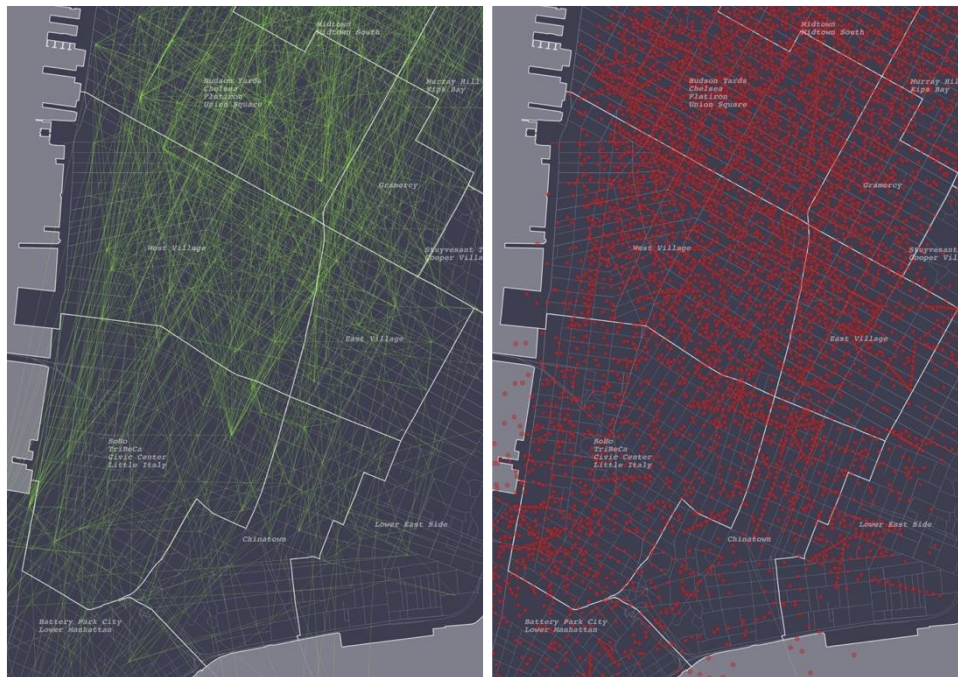 Midtown
Midtown South
Hudson Yards
Chelsea
Flatiron
Union Square
Murray Hill
Kips Bay
Gramercy
Stuyvesant T
Cooper Villa
West Village
East Village
SoHo
TriBeCa
Civic Center
Little Italy
Lower East Side
Chinatown
Battery Park City
Lower Manhattan
Midtown
Midtown South
Hudson Yards
Chelsea
Flatiron
Union Square
Murray Hi
Kips Bay
Gramercy
Stuyvesant
Cooper Vil
West Village
East Village
SoHo
TriBeCa
Civic Center
Little Italy
Lower East Side
Chinatown
Battery Park City
Lower Manhattan